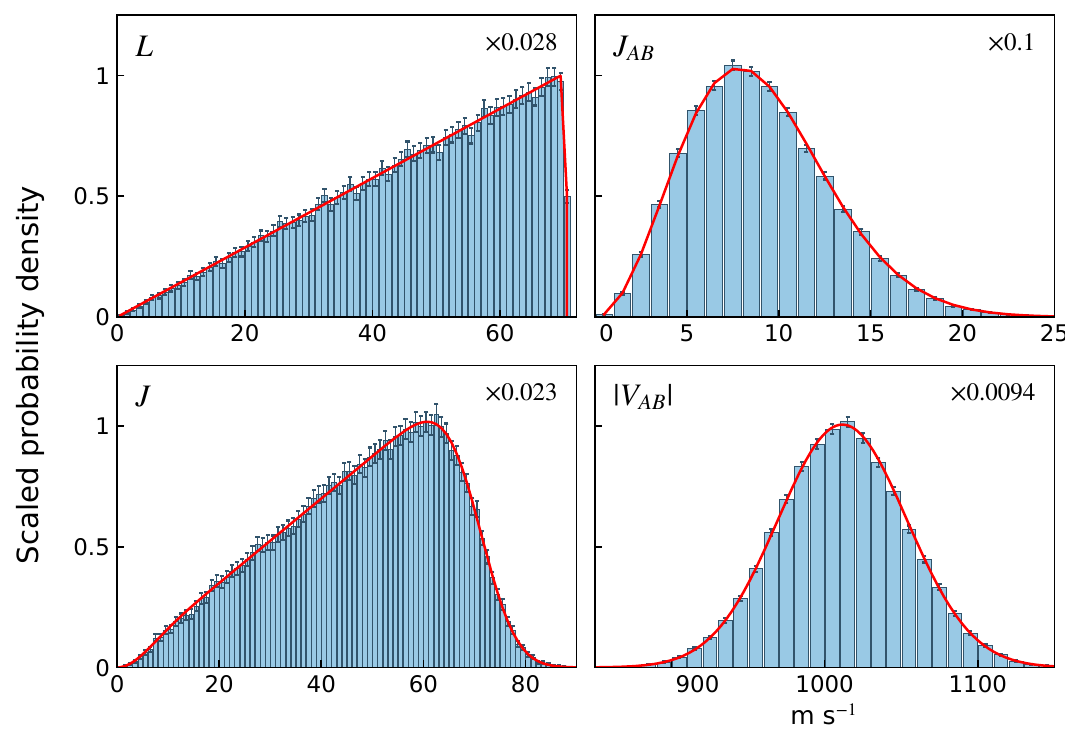 Scaled probability density
L ×0.028
1
0.5
0
0 20 40 60
J_AB ×0.1
0 5 10 15 20 25
J ×0.023
1
0.5
0
0 20 40 60 80
|V_AB| ×0.0094
900 1000 1100
m s⁻¹